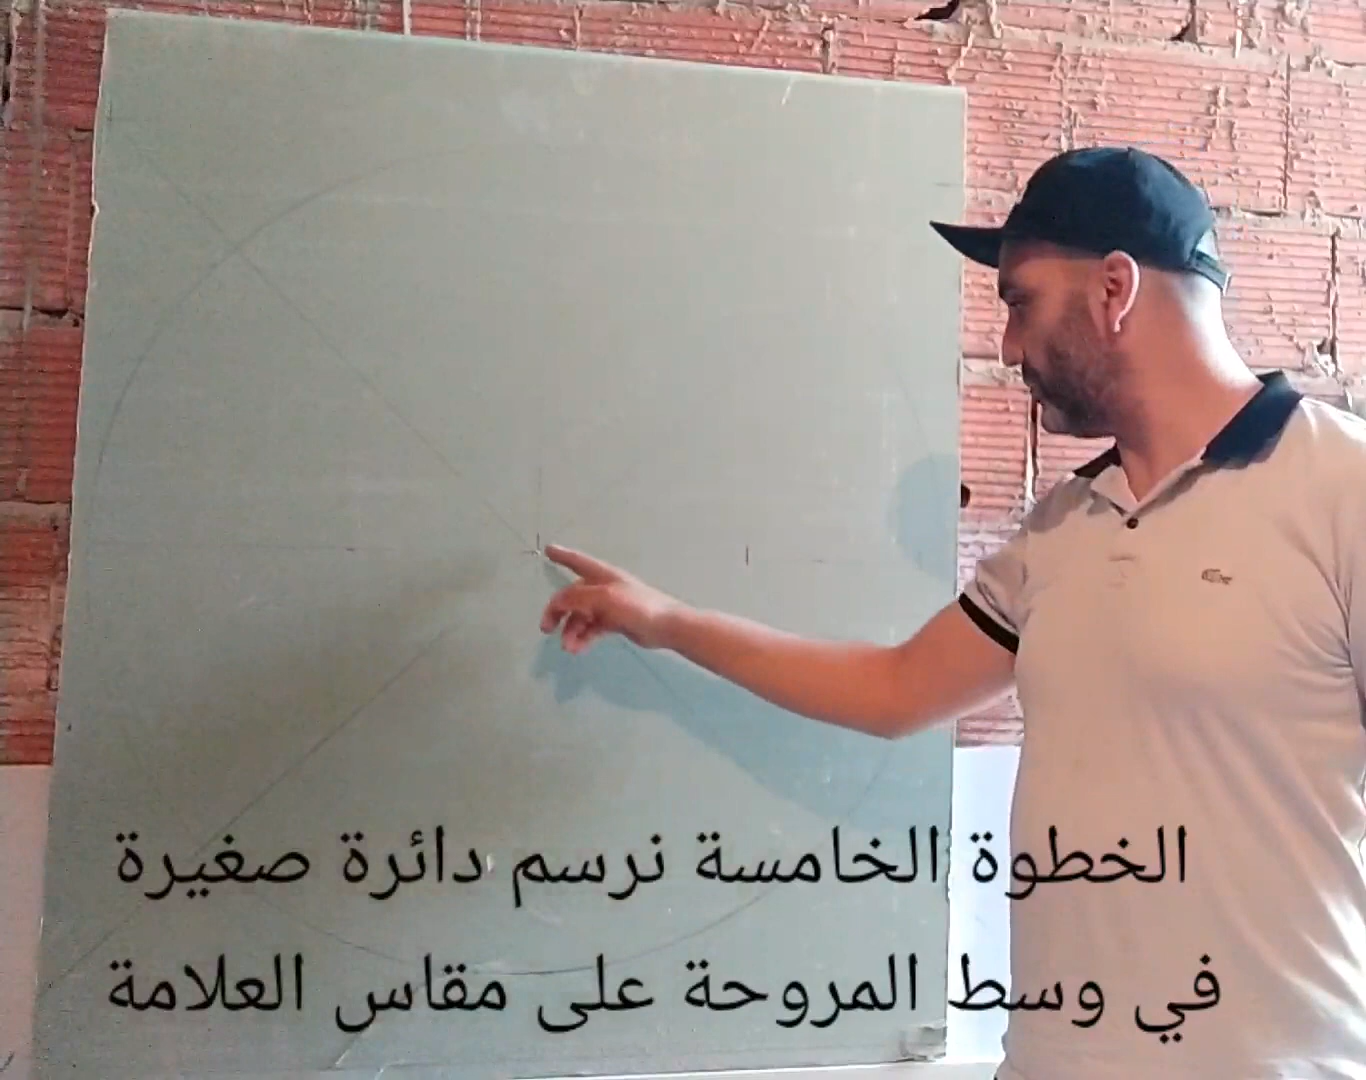 الخطوة الخامسة نرسم دائرة صغيرة
في وسط المروحة على مقاس العلامة